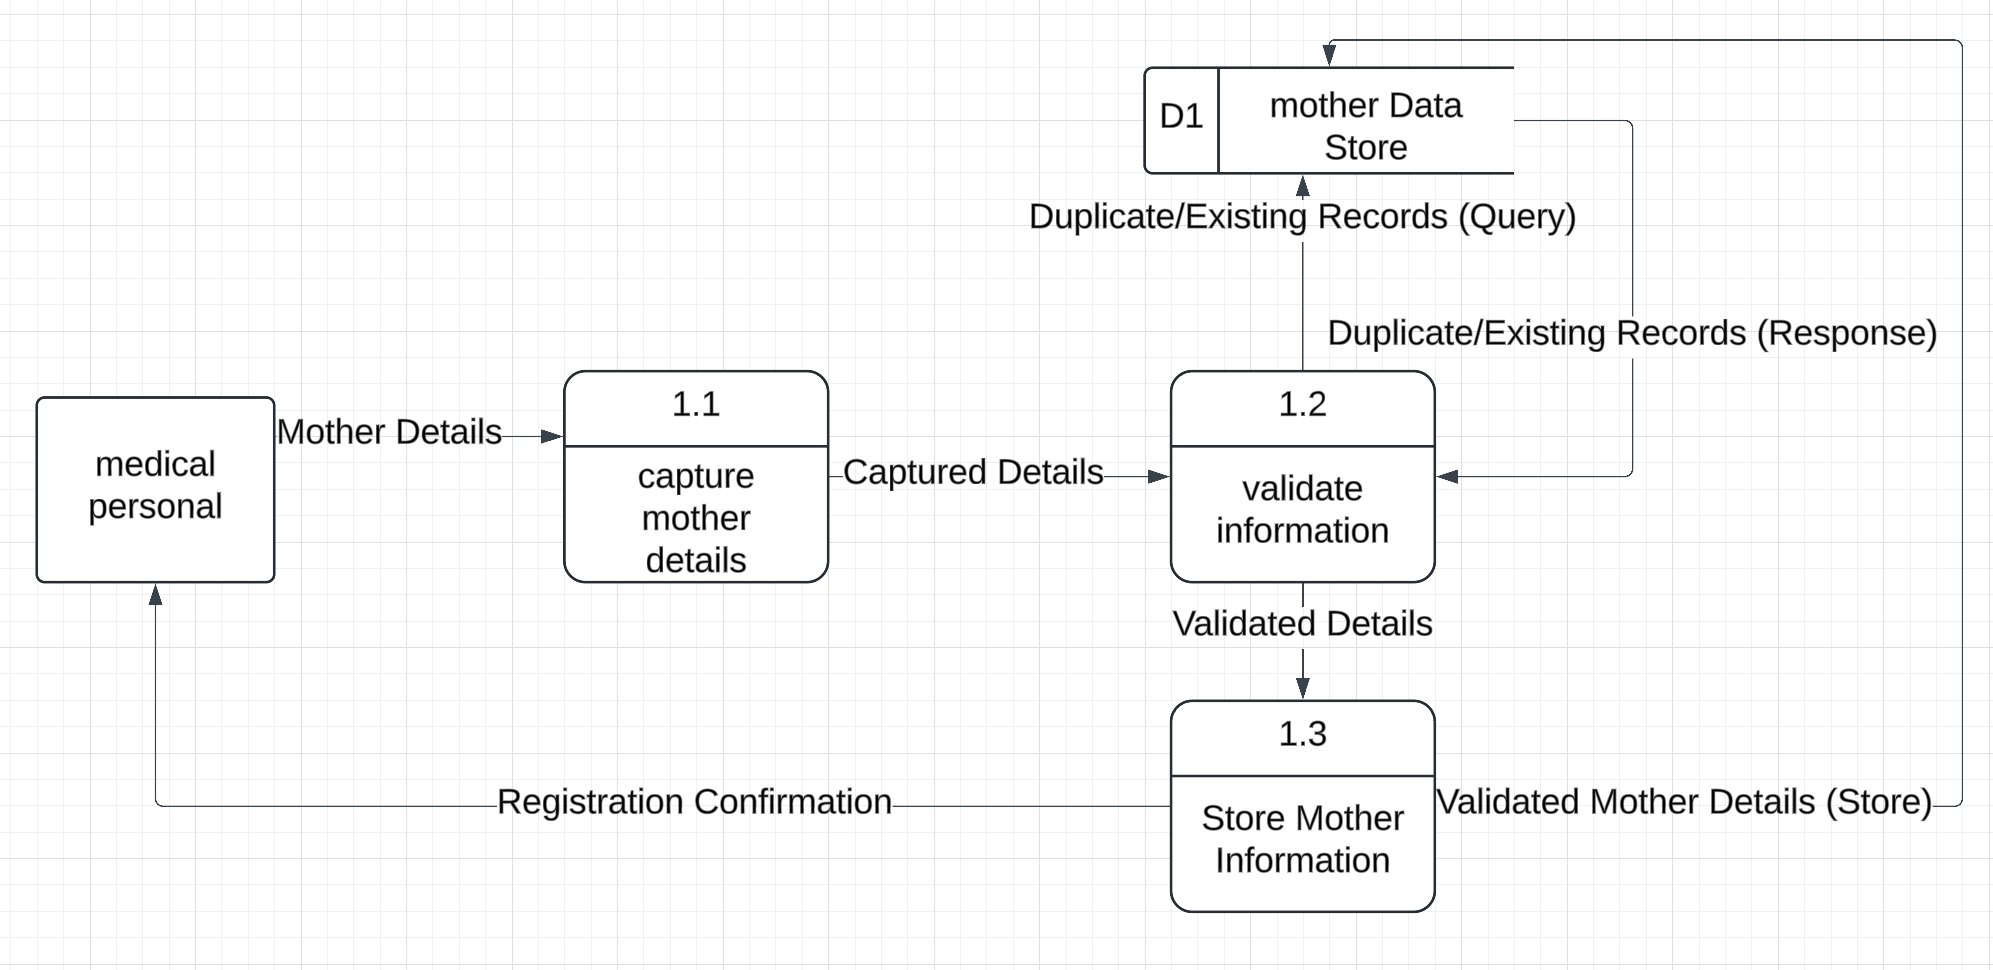 D1
mother Data
Store
Duplicate/Existing Records (Query)
Duplicate/Existing Records (Response)
medical
personal
Mother Details
1.1
capture
mother
details
Captured Details
1.2
validate
information
Validated Details
1.3
Store Mother
Information
Registration Confirmation
Validated Mother Details (Store)